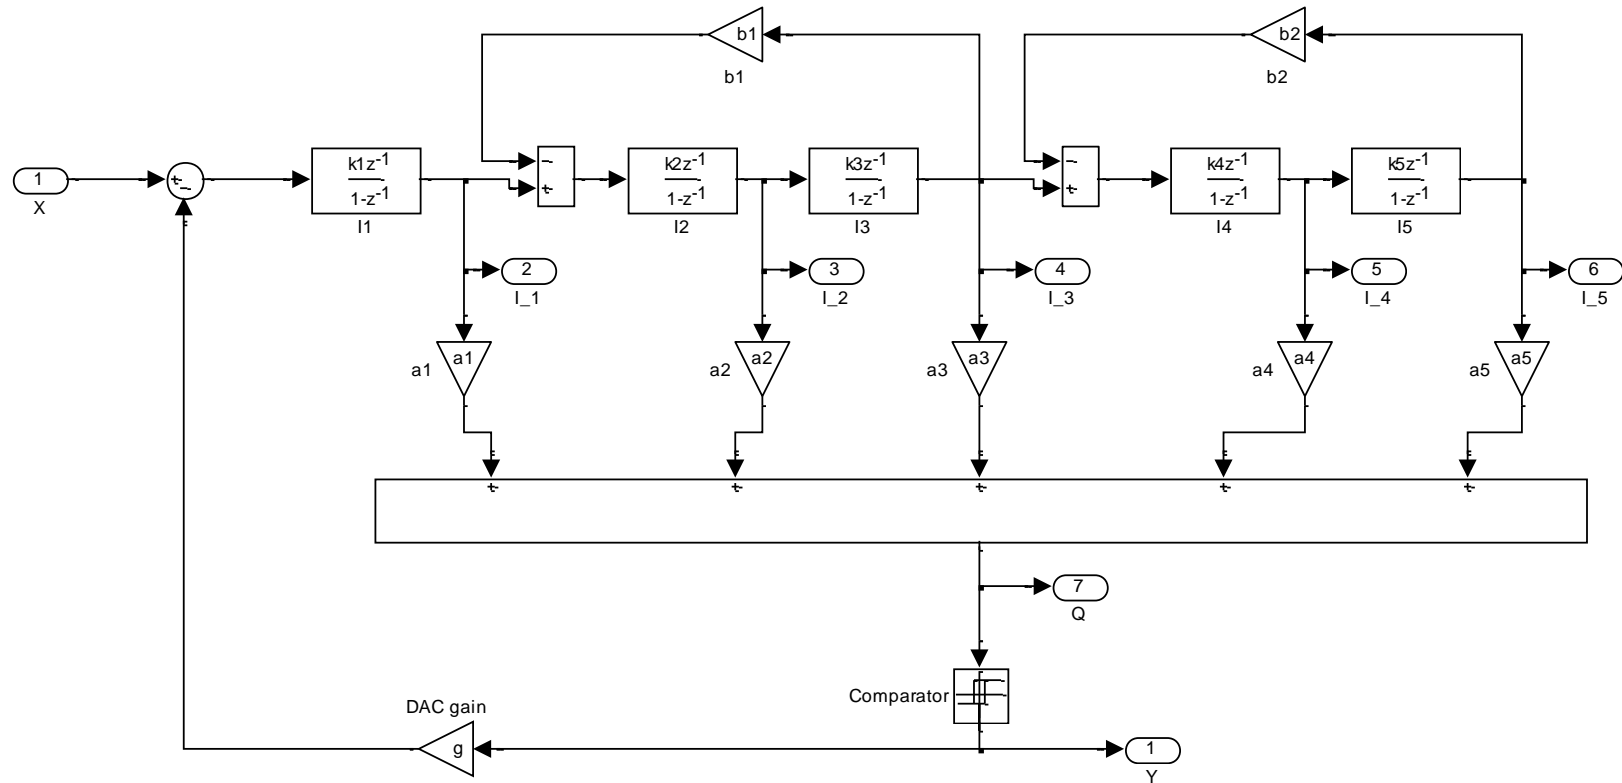 b1
b2
b1
b2
k1z⁻¹
1-z⁻¹
k2z⁻¹
1-z⁻¹
k3z⁻¹
1-z⁻¹
k4z⁻¹
1-z⁻¹
k5z⁻¹
1-z⁻¹
1
X
I1
I2
I3
I4
I5
2
I_1
3
I_2
4
I_3
5
I_4
6
I_5
a1
a1
a2
a2
a3
a3
a4
a4
a5
a5
7
Q
Comparator
DAC gain
g
1
Y